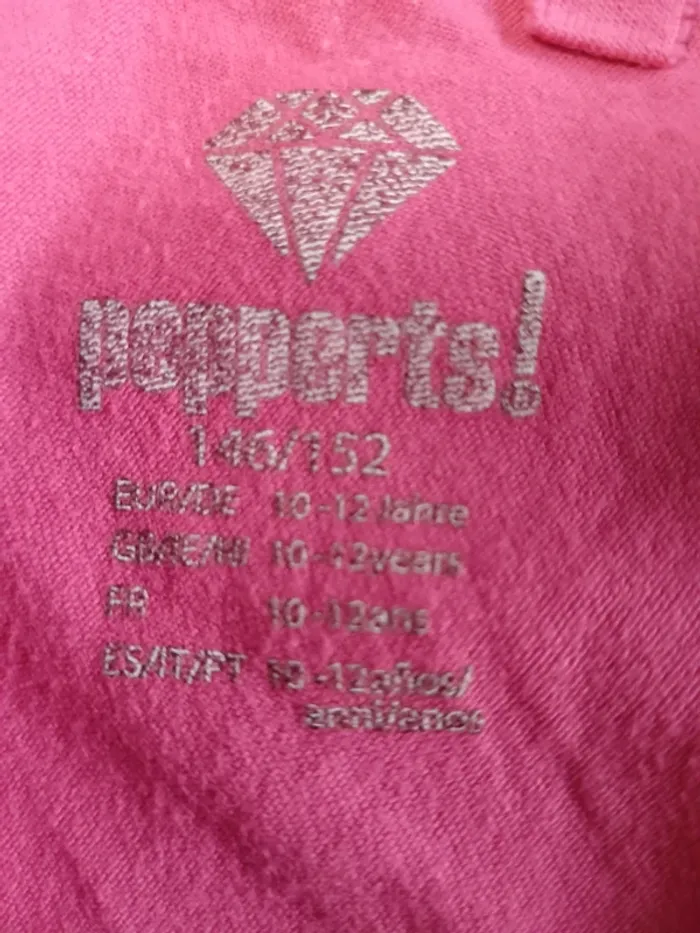 pepperts!
146/152
EUR/DE 10-12 Jahre
GB/IE/NI 10-12years
FR 10-12ans
ES/IT/PT 10-12años/
anni/anos